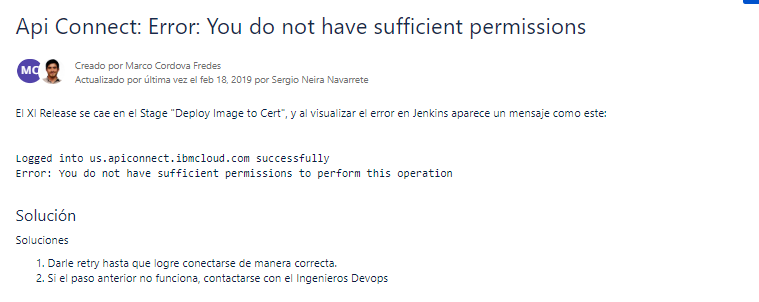 Api Connect: Error: You do not have sufficient permissions
MC
Creado por Marco Cordova Fredes
Actualizado por última vez el feb 18, 2019 por Sergio Neira Navarrete
El XI Release se cae en el Stage "Deploy Image to Cert", y al visualizar el error en Jenkins aparece un mensaje como este:
Logged into us.apiconnect.ibmcloud.com successfully
Error: You do not have sufficient permissions to perform this operation
Solución
Soluciones
1. Darle retry hasta que logre conectarse de manera correcta.
2. Si el paso anterior no funciona, contactarse con el Ingenieros Devops